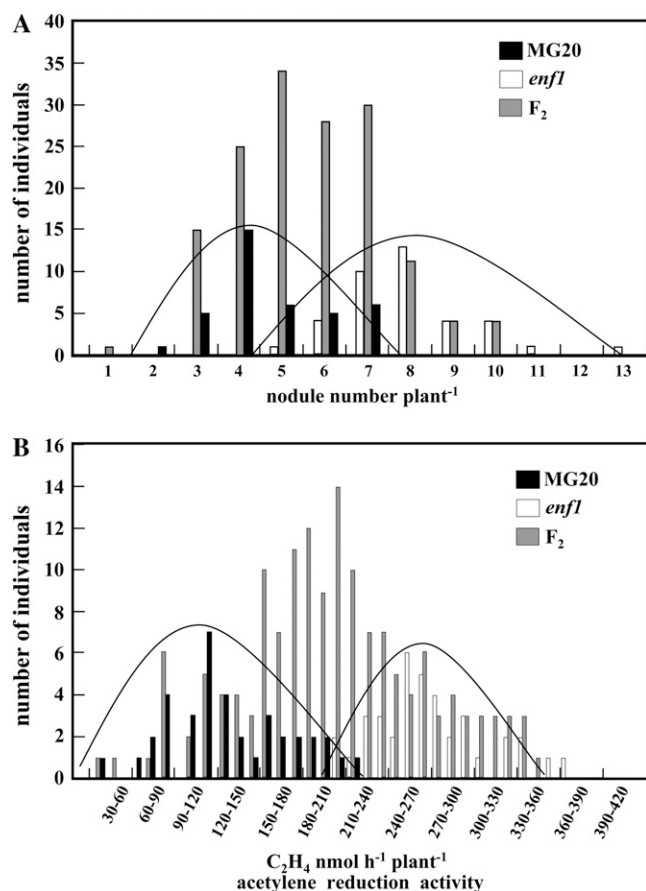 A
number of individuals
40
35
30
25
20
15
10
5
0
MG20
enf1
F₂
1 2 3 4 5 6 7 8 9 10 11 12 13
nodule number plant⁻¹
B
number of individuals
16
14
12
10
8
6
4
2
0
MG20
enf1
F₂
30-60 60-90 90-120 120-150 150-180 180-210 210-240 240-270 270-300 300-330 330-360 360-390 390-420
C₂H₄ nmol h⁻¹ plant⁻¹
acetylene reduction activity